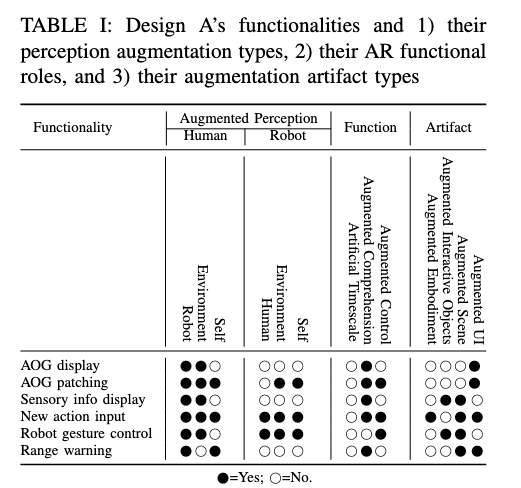 TABLE I: Design A's functionalities and 1) their
perception augmentation types, 2) their AR functional
roles, and 3) their augmentation artifact types
Functionality Augmented Perception Function Artifact
Human Robot
Robot
Environment
Self
Human
Environment
Self
Artificial Timescale
Augmented Comprehension
Augmented Control
Augmented Embodiment
Augmented Interactive Objects
Augmented Scene
Augmented UI
AOG display ●●○ ○○○ ○●○ ○○○●
AOG patching ●●● ○●● ○●● ○○○●
Sensory info display ●●○ ○○○ ○●○ ○●●○
New action input ●●● ●●● ○●● ●○●●
Robot gesture control ●●○ ●●● ○○● ○●●○
Range warning ●○● ○○○ ○●○ ○○●●
●=Yes; ○=No.